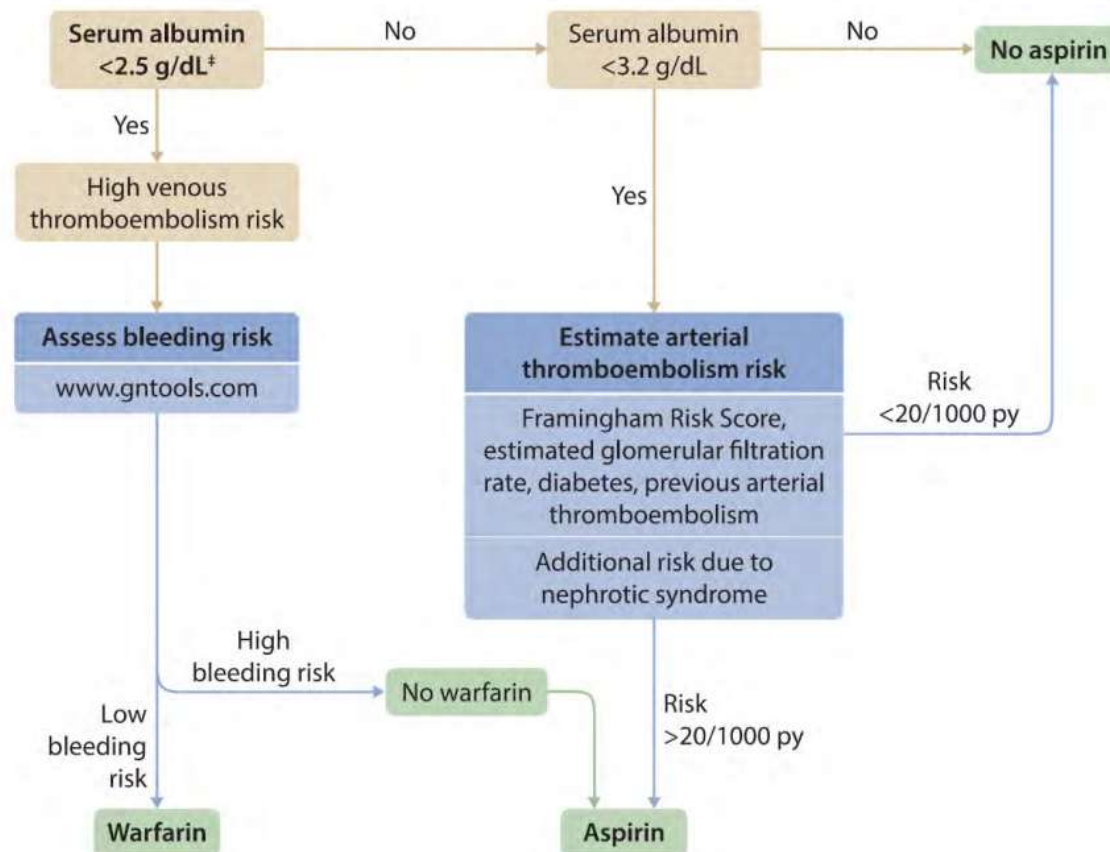 Serum albumin
<2.5 g/dL‡
No
Serum albumin
<3.2 g/dL
No
No aspirin
Yes
High venous
thromboembolism risk
Yes
Assess bleeding risk
www.gntools.com
Estimate arterial
thromboembolism risk
Framingham Risk Score,
estimated glomerular filtration
rate, diabetes, previous arterial
thromboembolism
Additional risk due to
nephrotic syndrome
Risk
<20/1000 py
High
bleeding risk
No warfarin
Low
bleeding
risk
Risk
>20/1000 py
Warfarin
Aspirin